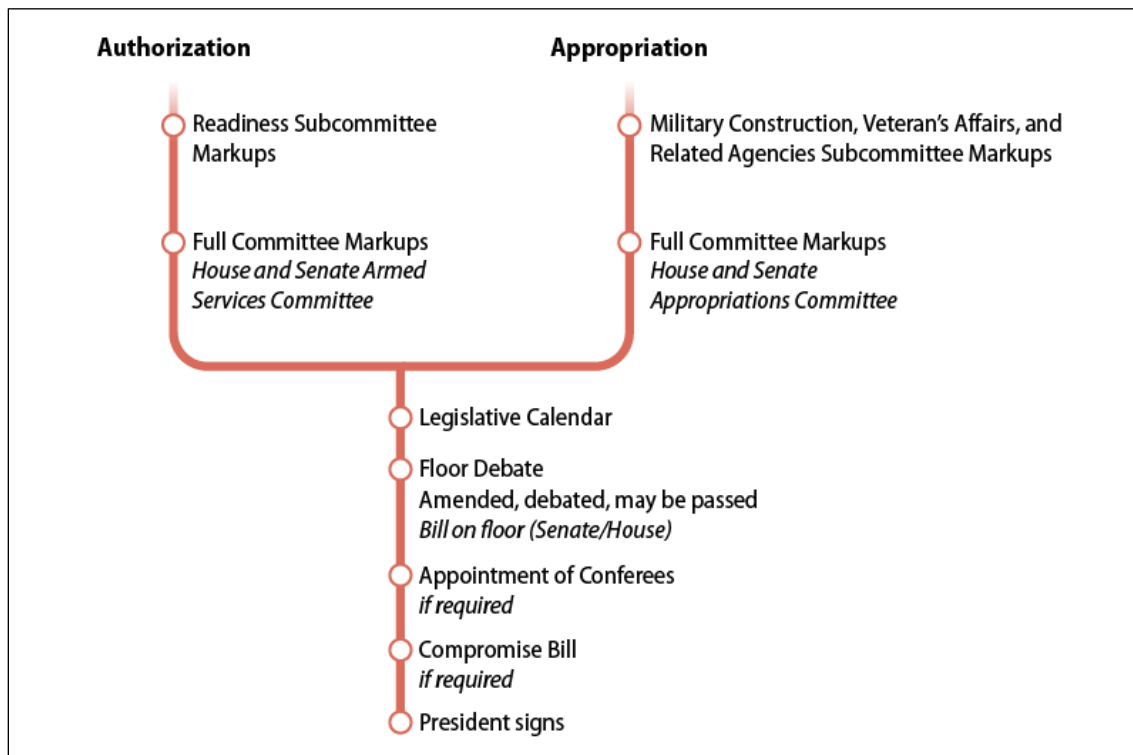 Authorization
Readiness Subcommittee
Markups
Full Committee Markups
House and Senate Armed
Services Committee
Appropriation
Military Construction, Veteran's Affairs, and
Related Agencies Subcommittee Markups
Full Committee Markups
House and Senate
Appropriations Committee
Legislative Calendar
Floor Debate
Amended, debated, may be passed
Bill on floor (Senate/House)
Appointment of Conferees
if required
Compromise Bill
if required
President signs